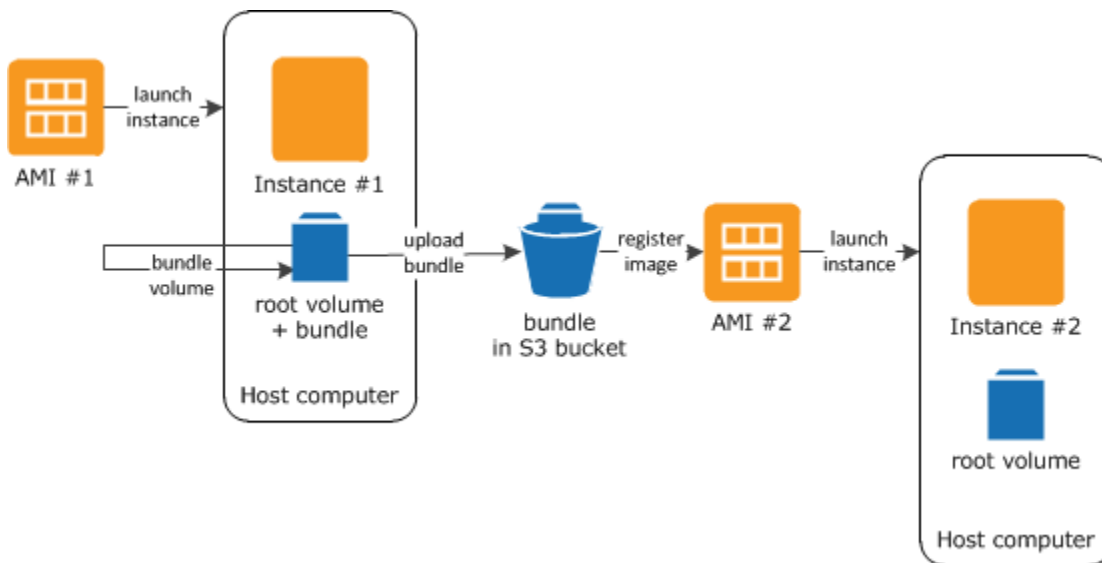 launch
instance
AMI #1
Instance #1
bundle
volume
root volume
+ bundle
Host computer
upload
bundle
bundle
in S3 bucket
register
image
AMI #2
launch
instance
Instance #2
root volume
Host computer